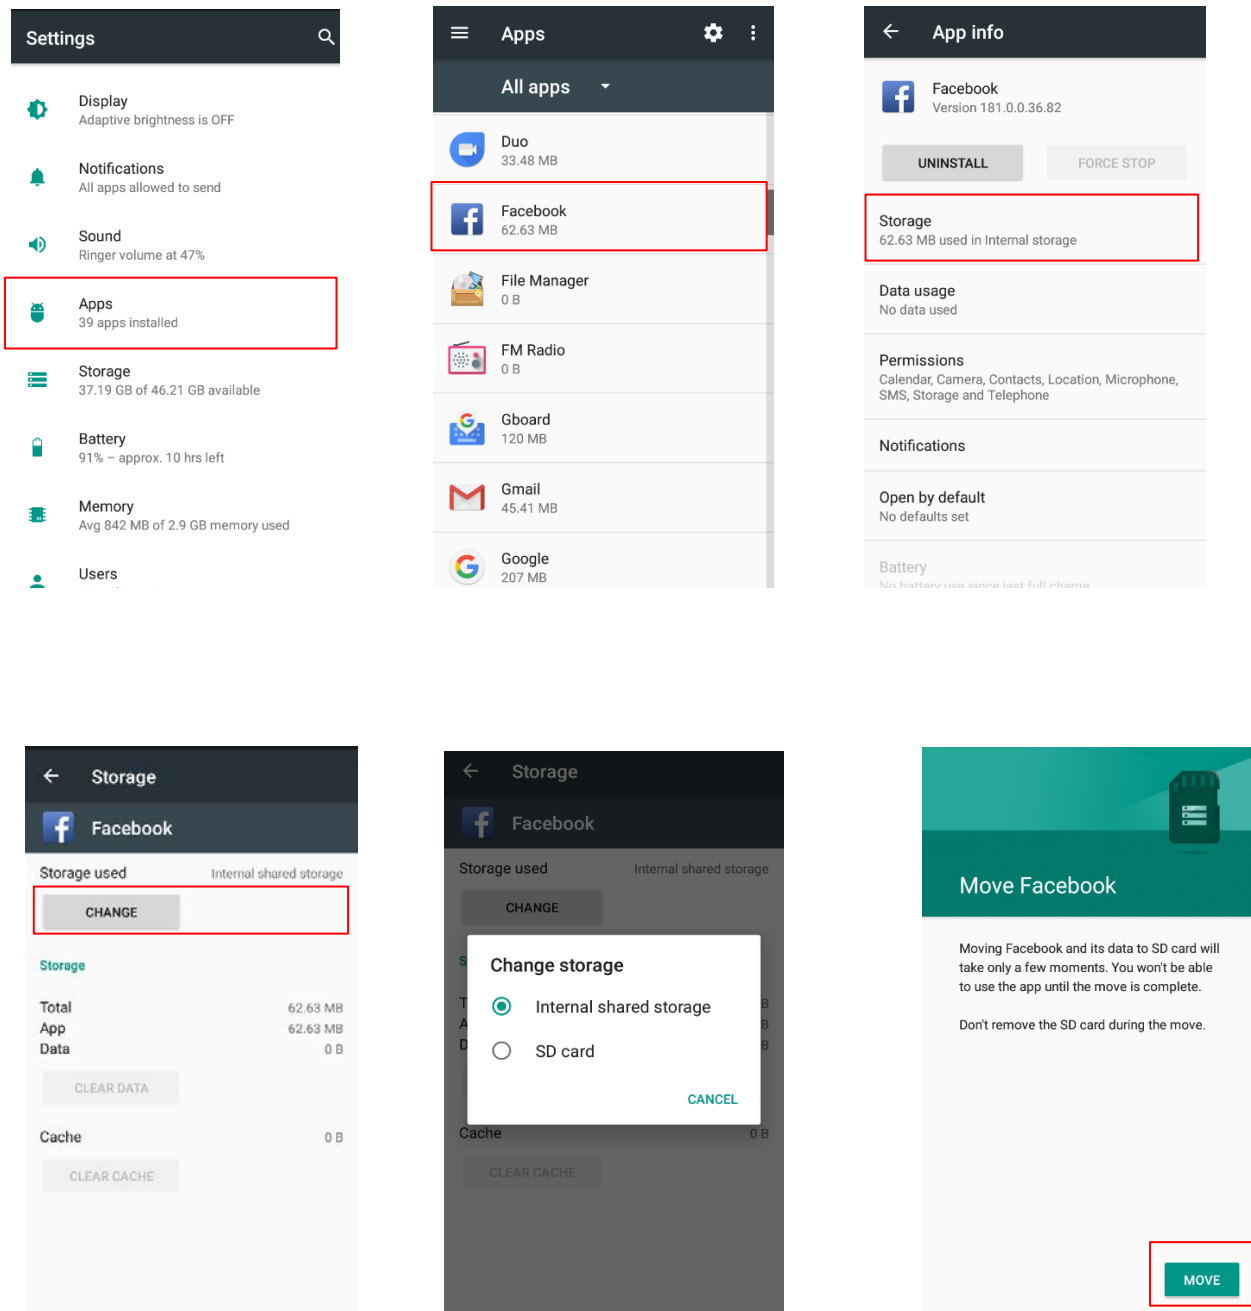 Settings
Display
Adaptive brightness is OFF
Notifications
All apps allowed to send
Sound
Ringer volume at 47%
Apps
39 apps installed
Storage
37.19 GB of 46.21 GB available
Battery
91% – approx. 10 hrs left
Memory
Avg 842 MB of 2.9 GB memory used
Users
Apps
All apps
Duo
33.48 MB
Facebook
62.63 MB
File Manager
0 B
FM Radio
0 B
Gboard
120 MB
Gmail
45.41 MB
Google
207 MB
App info
Facebook
Version 181.0.0.36.82
UNINSTALL FORCE STOP
Storage
62.63 MB used in Internal storage
Data usage
No data used
Permissions
Calendar, Camera, Contacts, Location, Microphone,
SMS, Storage and Telephone
Notifications
Open by default
No defaults set
Battery
No battery use since last full charge
Storage
Facebook
Storage used Internal shared storage
CHANGE
Storage
Total 62.63 MB
App 62.63 MB
Data 0 B
CLEAR DATA
Cache 0 B
CLEAR CACHE
Storage
Facebook
Storage used Internal shared storage
CHANGE
Change storage
Internal shared storage
SD card
CANCEL
Cache 0 B
CLEAR CACHE
Move Facebook
Moving Facebook and its data to SD card will
take only a few moments. You won't be able
to use the app until the move is complete.
Don't remove the SD card during the move.
MOVE